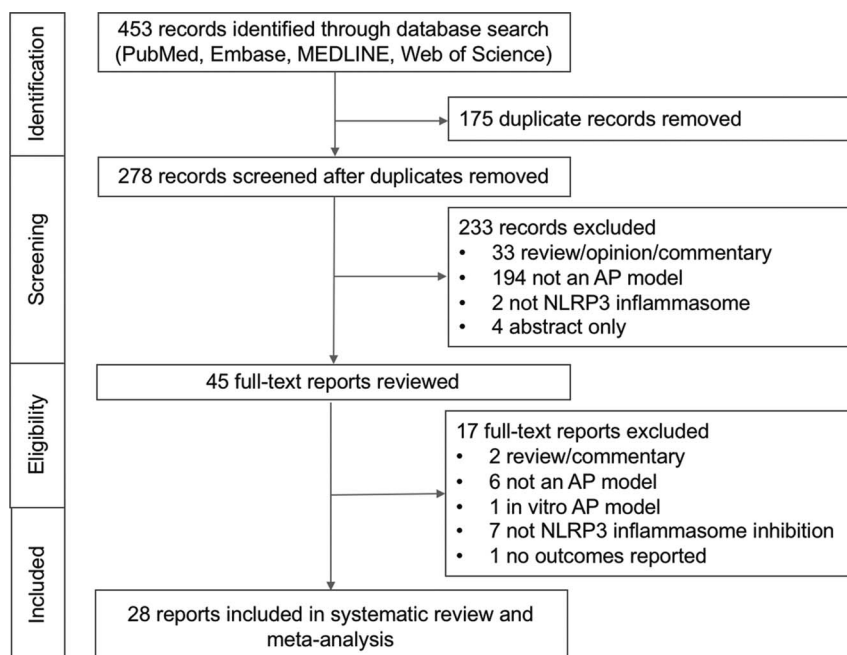 Identification
453 records identified through database search
(PubMed, Embase, MEDLINE, Web of Science)
175 duplicate records removed
Screening
278 records screened after duplicates removed
233 records excluded
• 33 review/opinion/commentary
• 194 not an AP model
• 2 not NLRP3 inflammasome
• 4 abstract only
Eligibility
45 full-text reports reviewed
17 full-text reports excluded
• 2 review/commentary
• 6 not an AP model
• 1 in vitro AP model
• 7 not NLRP3 inflammasome inhibition
• 1 no outcomes reported
Included
28 reports included in systematic review and
meta-analysis